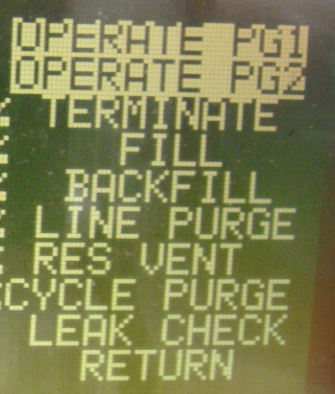 OPERATE PG1
OPERATE PG2
TERMINATE
FILL
BACKFILL
LINE PURGE
RES VENT
CYCLE PURGE
LEAK CHECK
RETURN